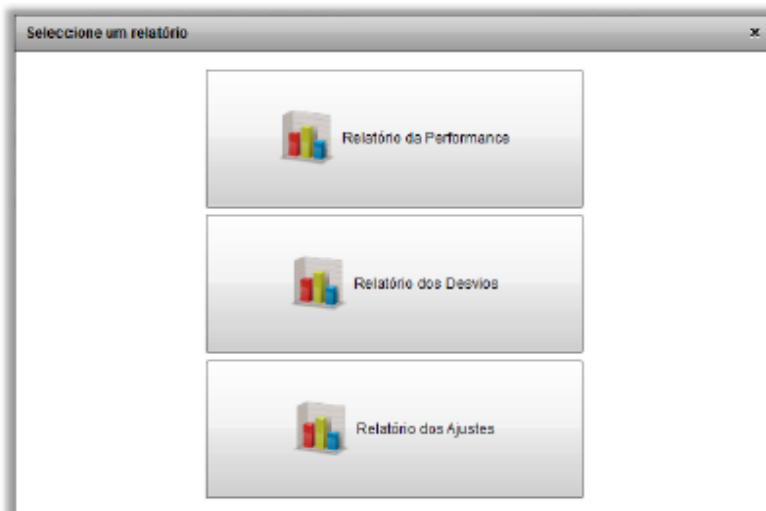 Seleccione um relatório
Relatório da Performance
Relatório dos Desvios
Relatório dos Ajustes